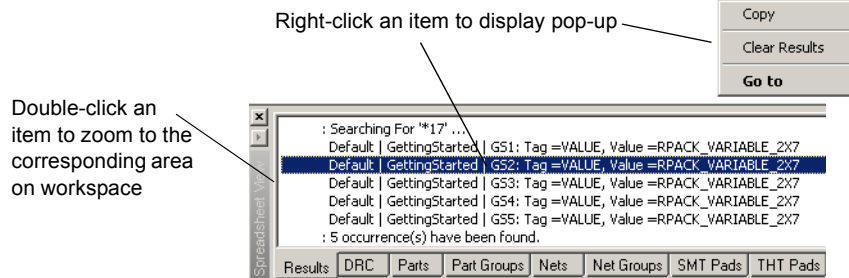 Right-click an item to display pop-up
Copy
Clear Results
Go to
Double-click an
item to zoom to the
corresponding area
on workspace
: Searching For '*17' ...
Default | GettingStarted | GS1: Tag =VALUE, Value =RPACK_VARIABLE_2X7
Default | GettingStarted | GS2: Tag =VALUE, Value =RPACK_VARIABLE_2X7
Default | GettingStarted | GS3: Tag =VALUE, Value =RPACK_VARIABLE_2X7
Default | GettingStarted | GS4: Tag =VALUE, Value =RPACK_VARIABLE_2X7
Default | GettingStarted | GS5: Tag =VALUE, Value =RPACK_VARIABLE_2X7
: 5 occurrence(s) have been found.
Spreadsheet View
Results DRC Parts Part Groups Nets Net Groups SMT Pads THT Pads